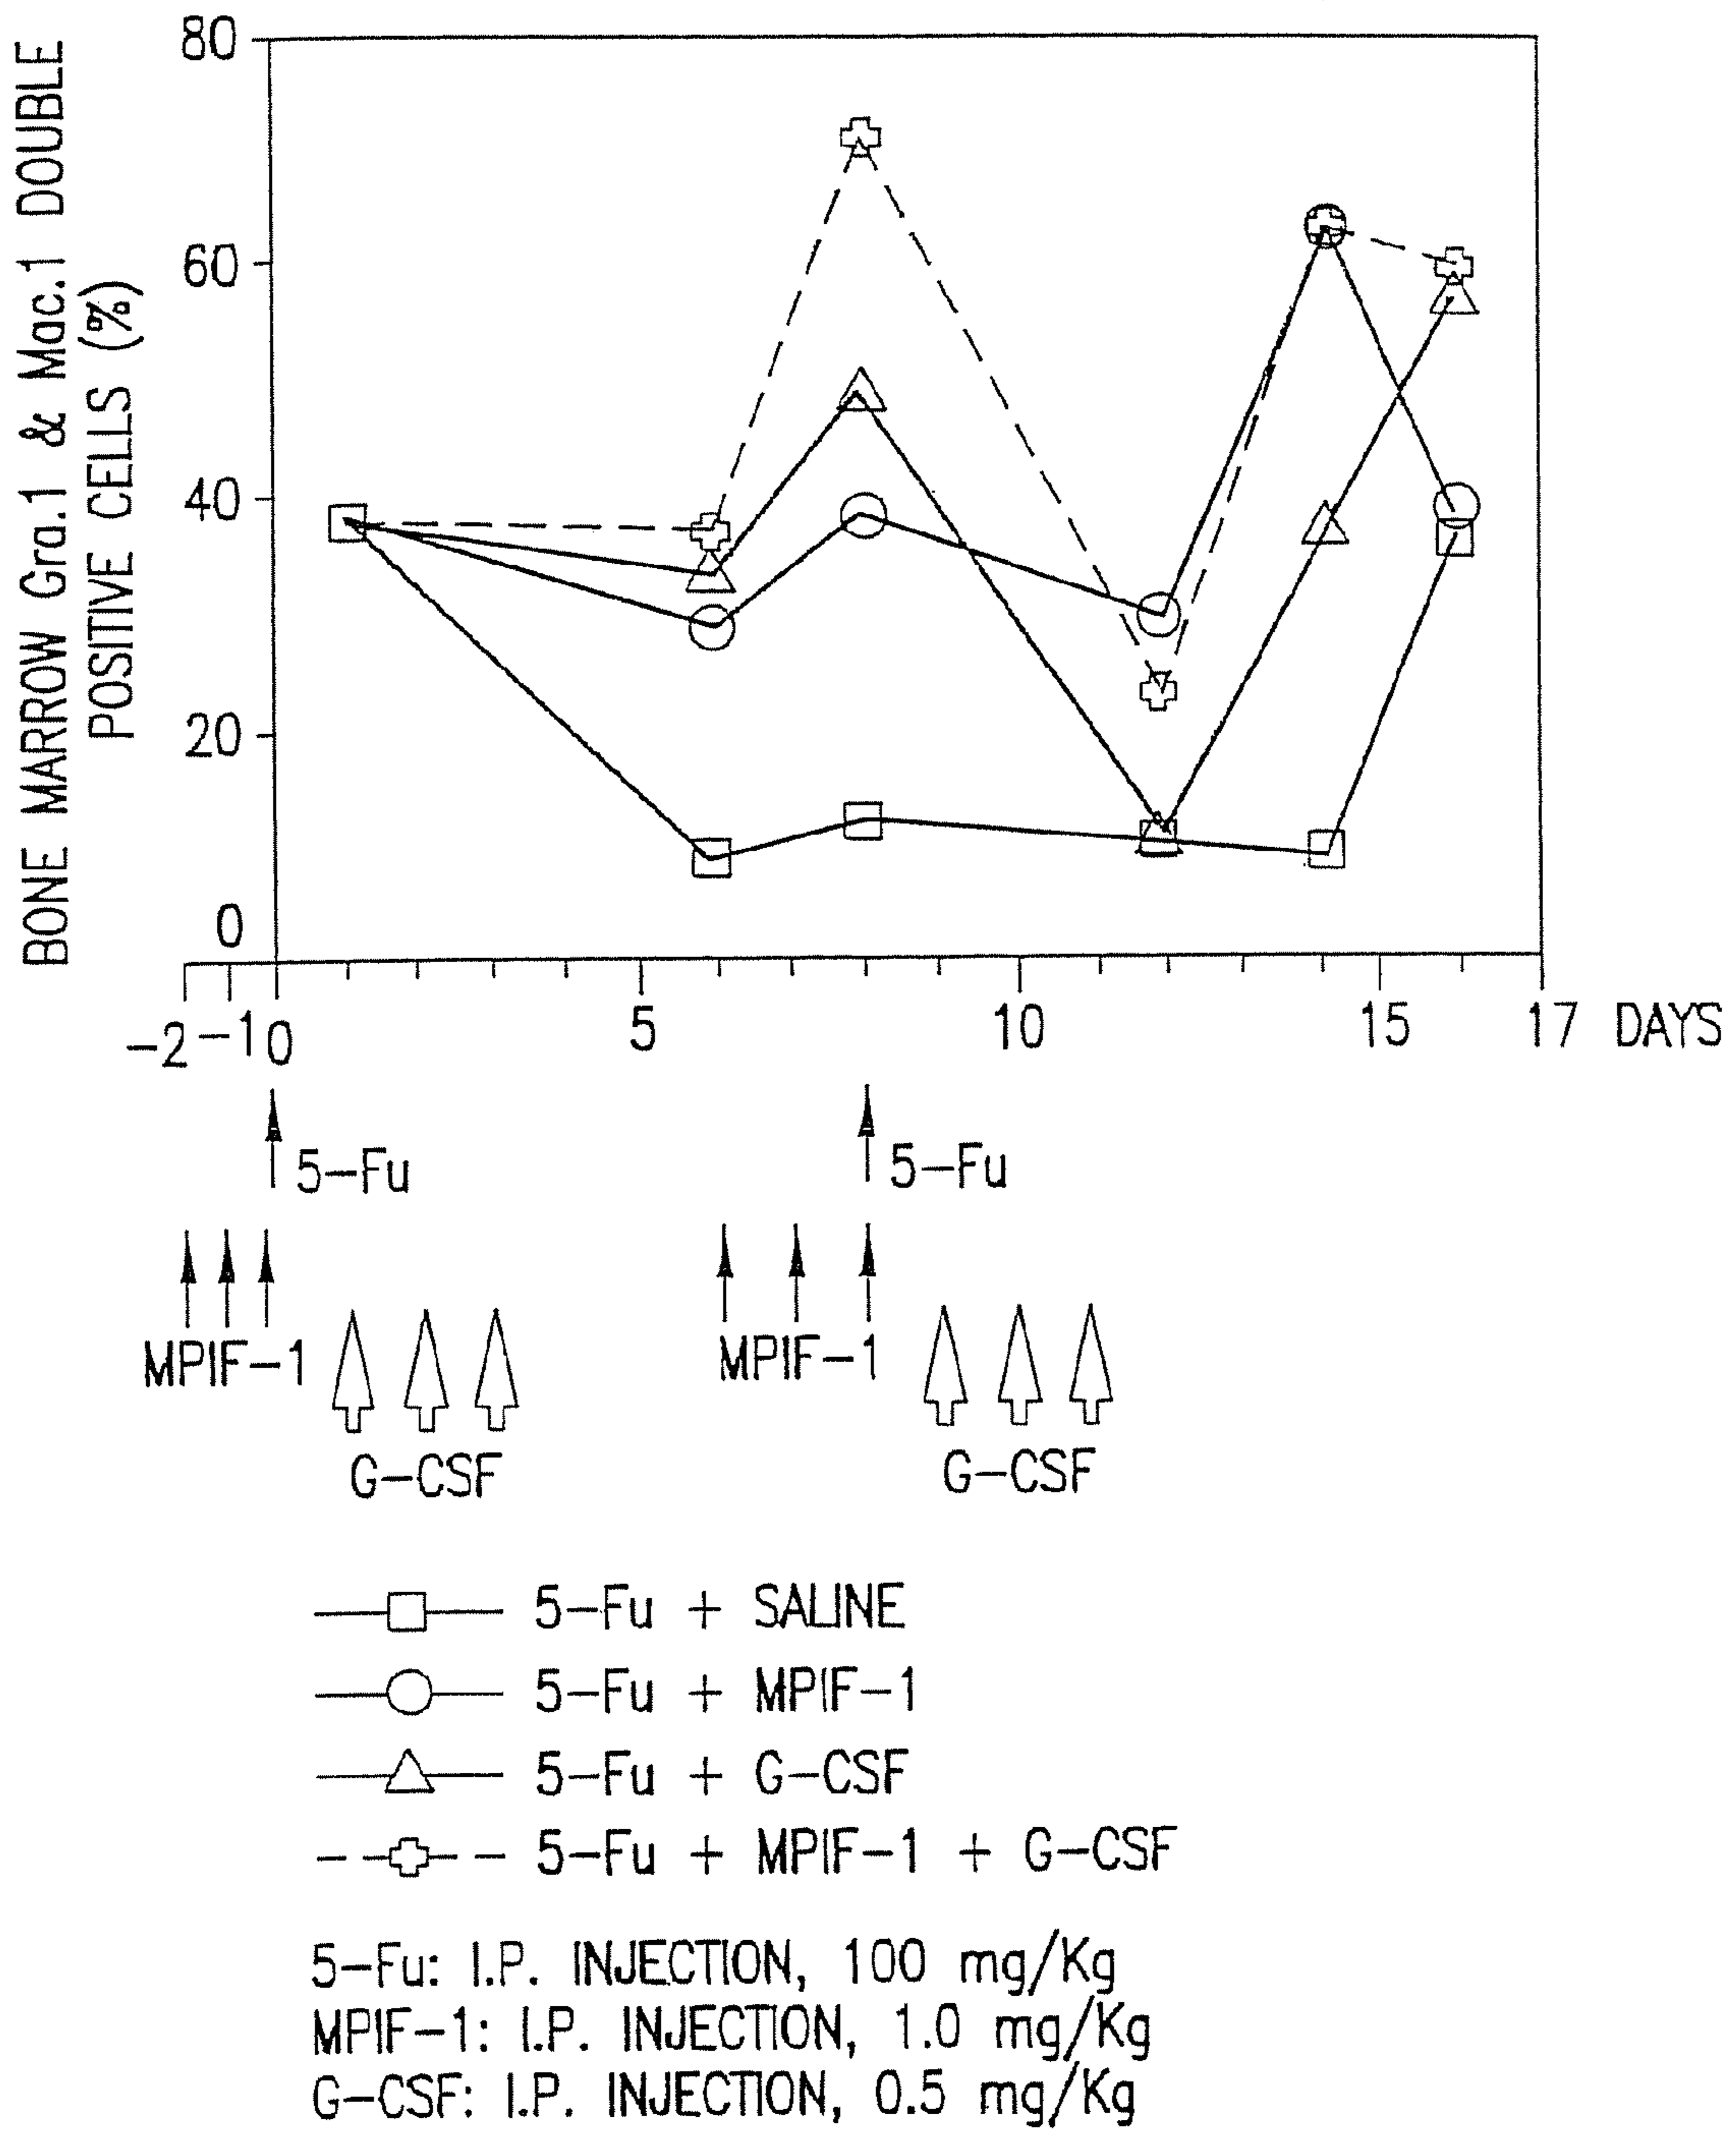 BONE MARROW Gra.1 & Mac.1 DOUBLE
POSITIVE CELLS (%)
80
60
40
20
0
-2 -1 0 5 10 15 17 DAYS
5-Fu 5-Fu
MPIF-1 MPIF-1
G-CSF G-CSF
5-Fu + SALINE
5-Fu + MPIF-1
5-Fu + G-CSF
5-Fu + MPIF-1 + G-CSF
5-Fu: I.P. INJECTION, 100 mg/Kg
MPIF-1: I.P. INJECTION, 1.0 mg/Kg
G-CSF: I.P. INJECTION, 0.5 mg/Kg